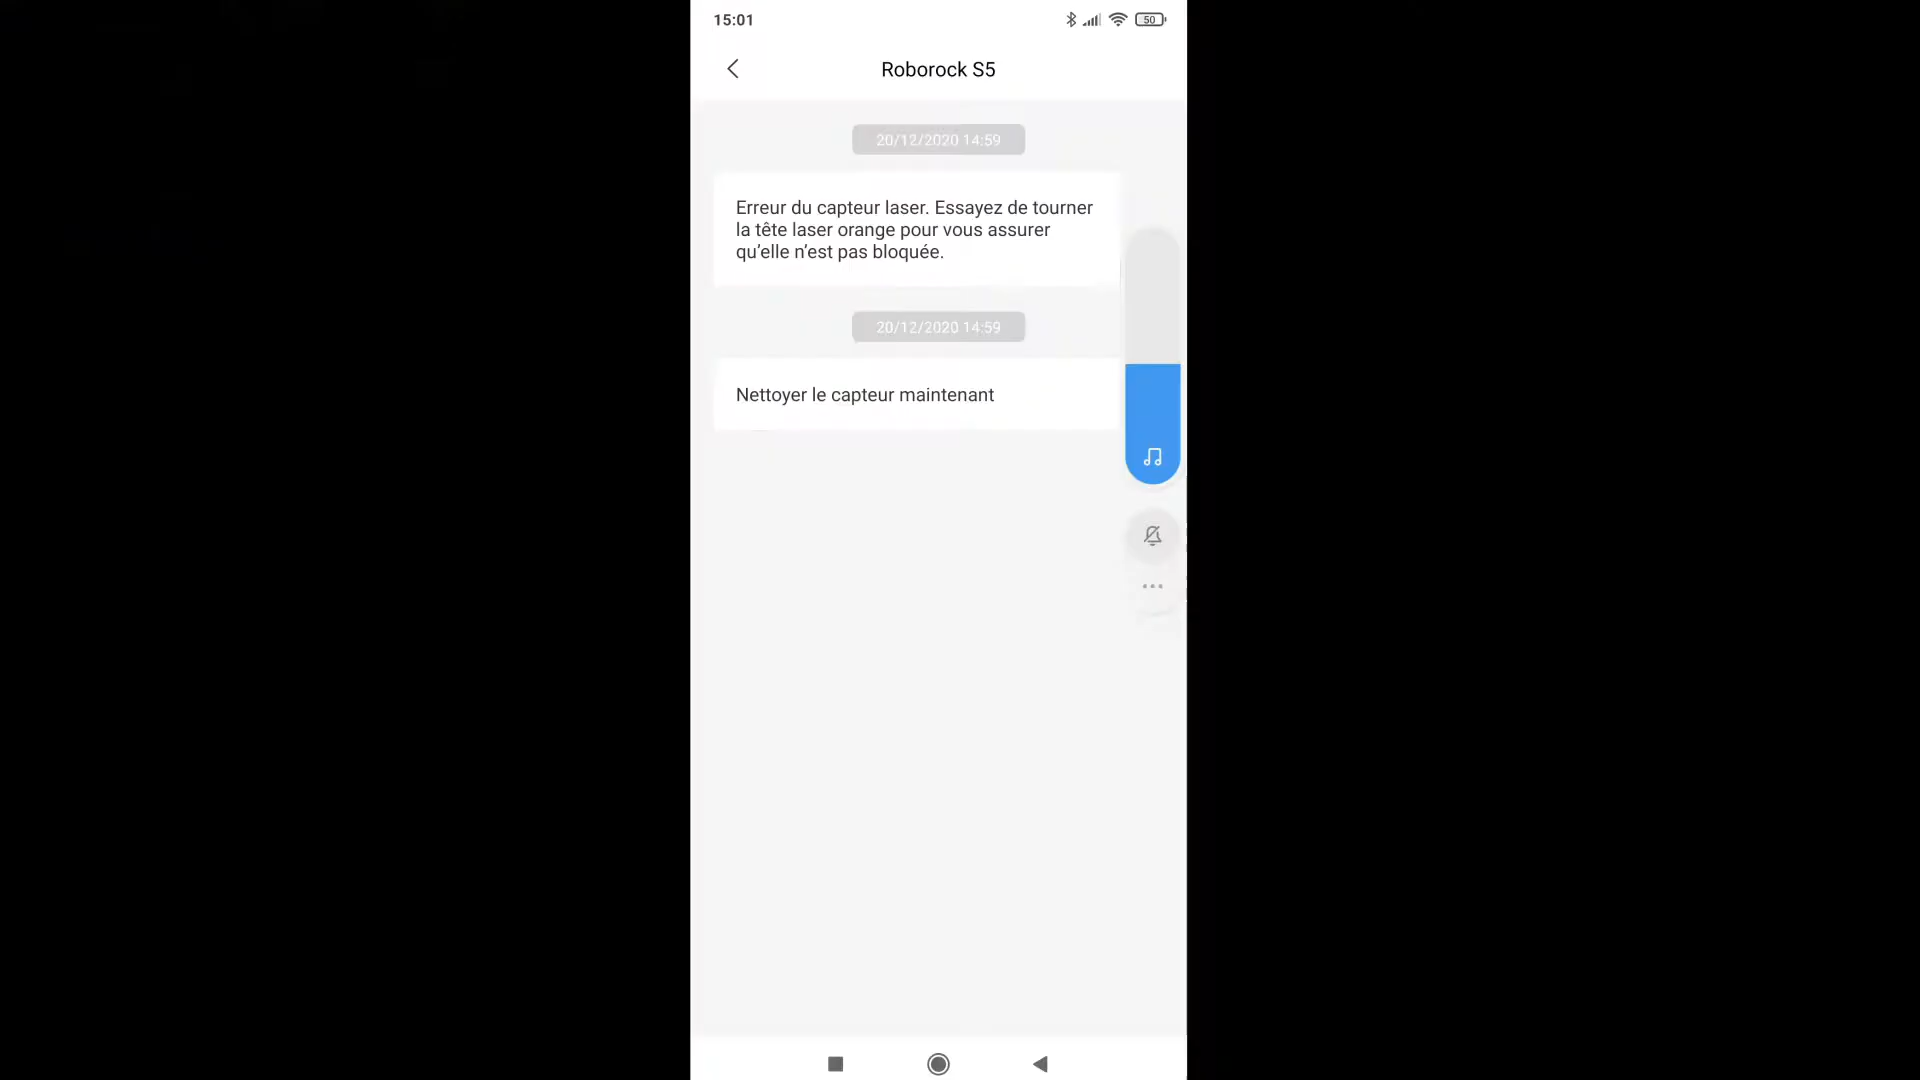 15:01
50
Roborock S5
20/12/2020 14:59
Erreur du capteur laser. Essayez de tourner
la tête laser orange pour vous assurer
qu’elle n’est pas bloquée.
20/12/2020 14:59
Nettoyer le capteur maintenant